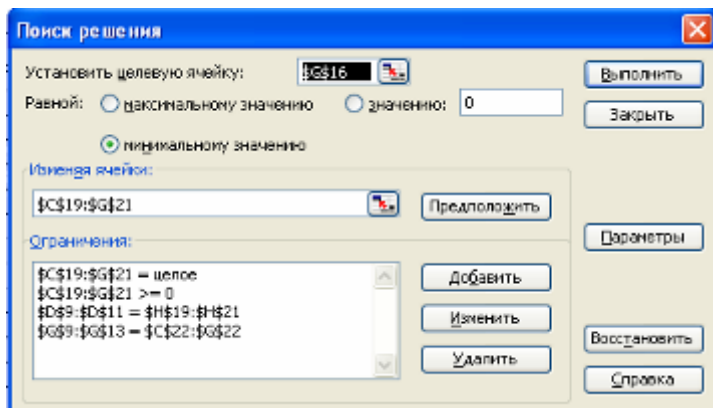 Поиск решения
Установить целевую ячейку: $G$16 Выполнить
Равной: максимальному значению значению: 0 Закрыть
минимальному значению
Изменяя ячейки:
$C$19:$G$21 Предположить
Ограничения: Параметры
$C$19:$G$21 = целое Добавить
$C$19:$G$21 >= 0
$D$9:$D$11 = $H$19:$H$21 Изменить
$G$9:$G$13 = $C$22:$G$22 Восстановить
Удалить
Справка